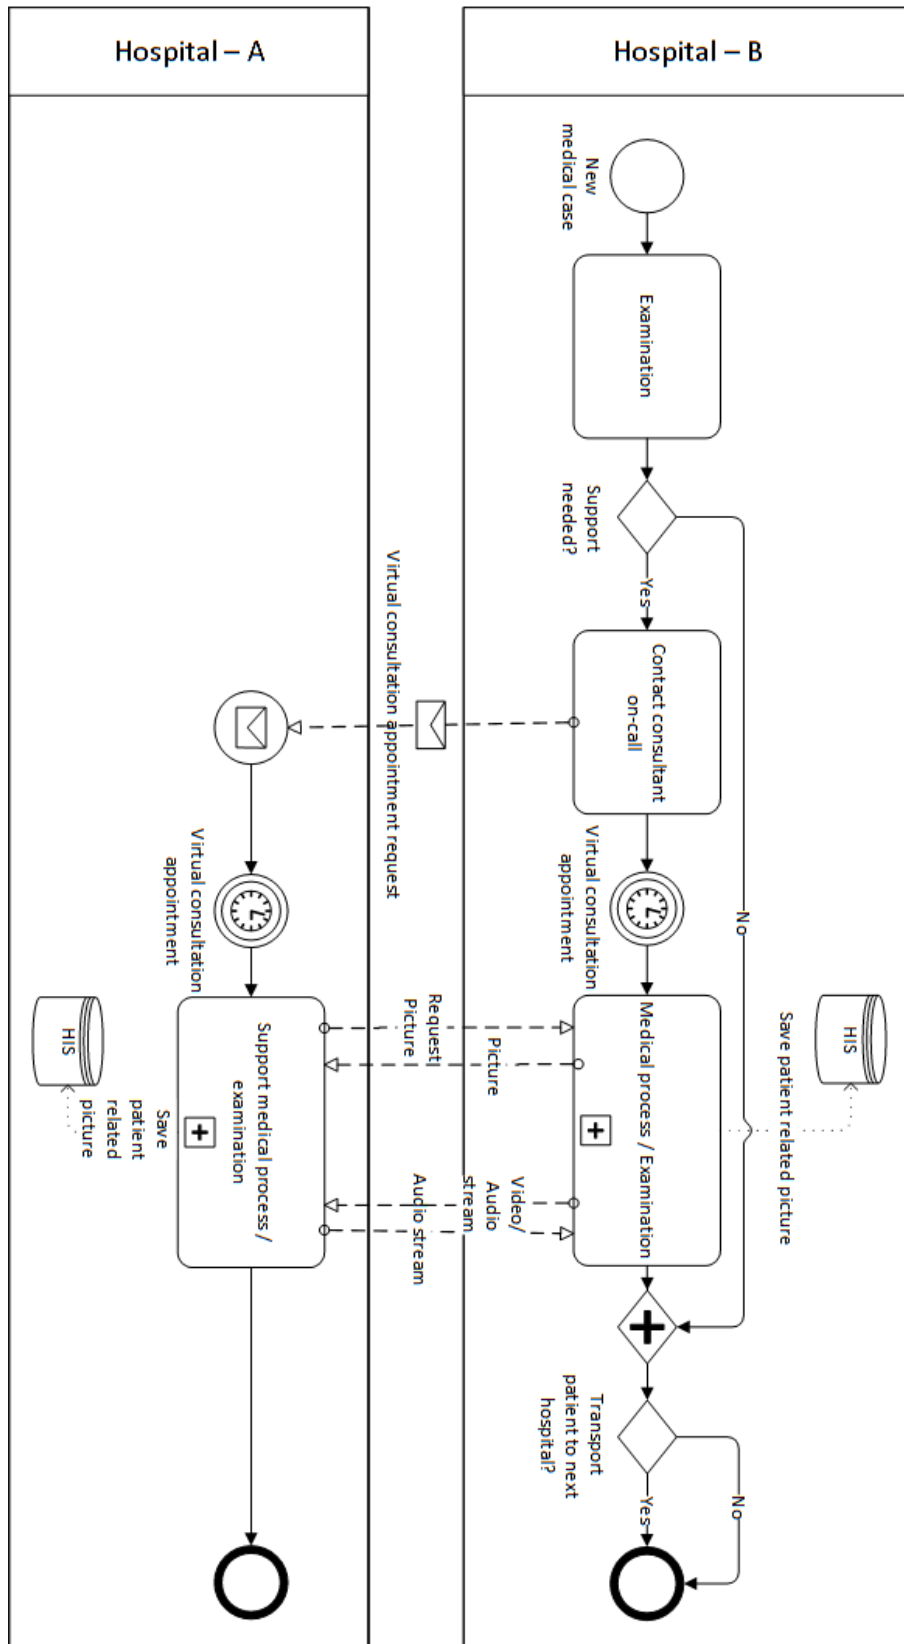 Hospital – A
Hospital – B
New
medical case
Examination
Support
needed?
Yes
No
Contact consultant
on-call
Virtual consultation appointment request
Virtual consultation
appointment
Virtual consultation
appointment
Medical process / Examination
HIS
Save patient related picture
Request
Picture
Picture
Video/
Audio
stream
Audio stream
Support medical process /
examination
HIS
Save
patient
related
picture
Transport
patient to next
hospital?
Yes
No